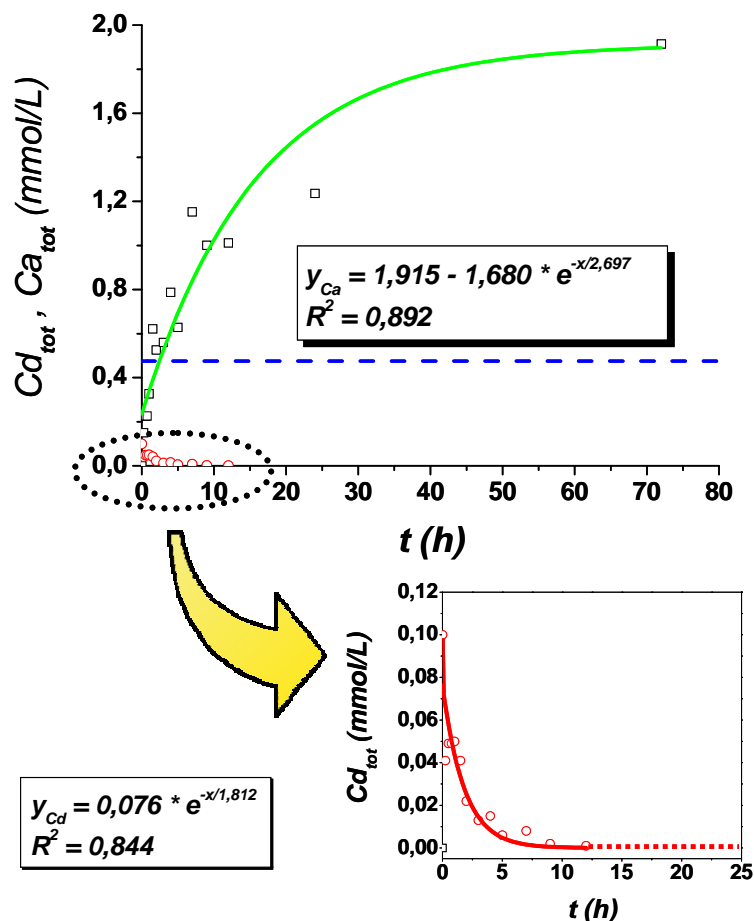 2,0
1,6
1,2
0,8
0,4
0,0
Cd_tot , Ca_tot (mmol/L)
y_Ca = 1,915 - 1,680 * e^-x/2,697
R^2 = 0,892
0 10 20 30 40 50 60 70 80
t (h)
0,12
0,10
0,08
0,06
0,04
0,02
0,00
Cd_tot (mmol/L)
0 5 10 15 20 25
t (h)
y_Cd = 0,076 * e^-x/1,812
R^2 = 0,844